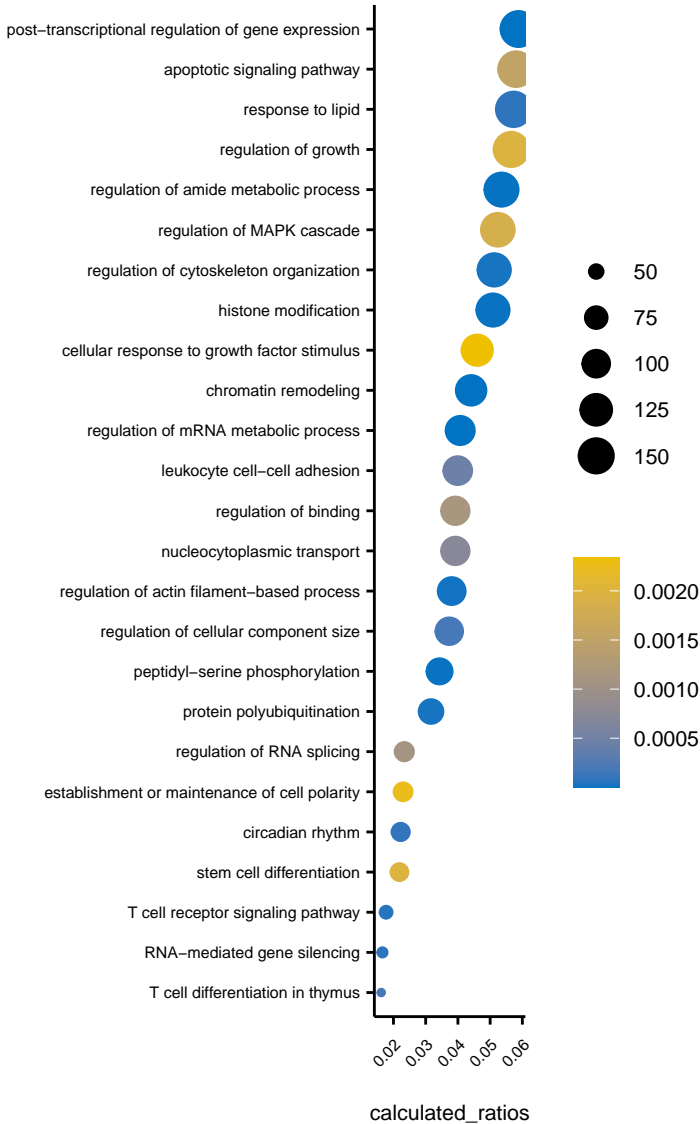 post−transcriptional regulation of gene expression
apoptotic signaling pathway
response to lipid
regulation of growth
regulation of amide metabolic process
regulation of MAPK cascade
regulation of cytoskeleton organization
histone modification
cellular response to growth factor stimulus
chromatin remodeling
regulation of mRNA metabolic process
leukocyte cell−cell adhesion
regulation of binding
nucleocytoplasmic transport
regulation of actin filament−based process
regulation of cellular component size
peptidyl−serine phosphorylation
protein polyubiquitination
regulation of RNA splicing
establishment or maintenance of cell polarity
circadian rhythm
stem cell differentiation
T cell receptor signaling pathway
RNA−mediated gene silencing
T cell differentiation in thymus
0.02
0.03
0.04
0.05
0.06
calculated_ratios
50
75
100
125
150
0.0020
0.0015
0.0010
0.0005